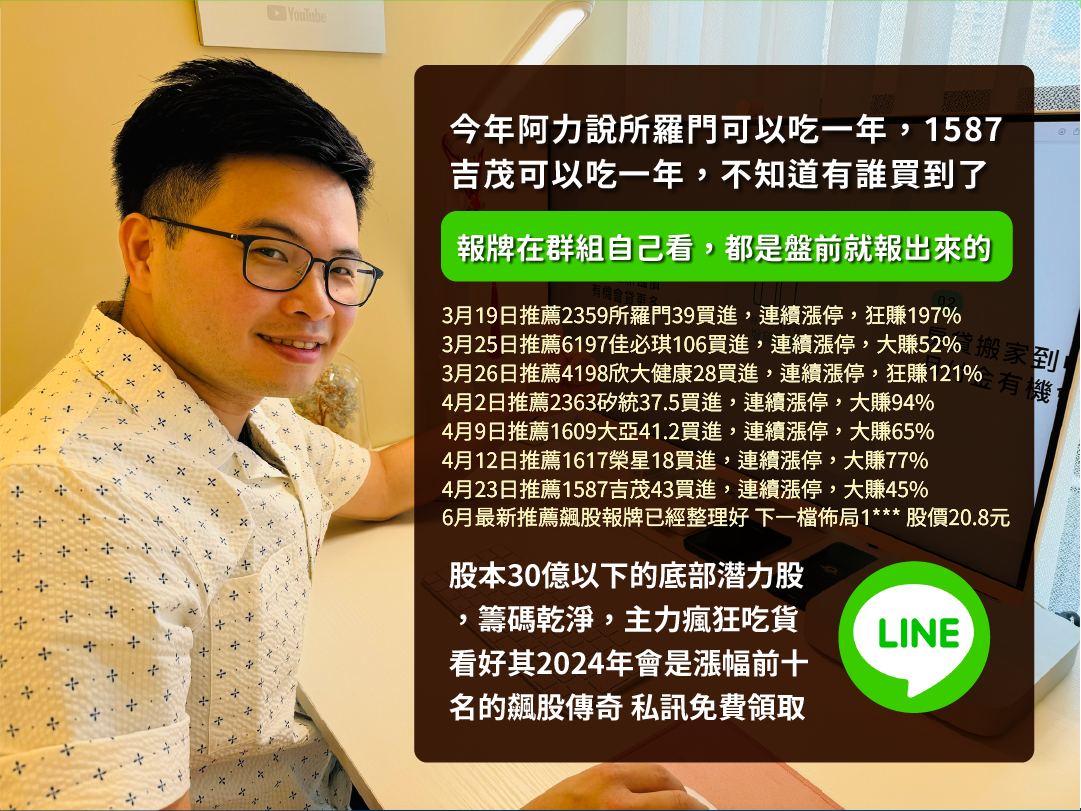 YouTube
今年阿力說所羅門可以吃一年，1587
吉茂可以吃一年，不知道有誰買到了
報牌在群組自己看，都是盤前就報出來的
3月19日推薦2359所羅門39買進，連續漲停，狂賺197%
3月25日推薦6197佳必琪106買進，連續漲停，大賺52%
3月26日推薦4198欣大健康28買進，連續漲停，狂賺121%
4月2日推薦2363矽統37.5買進，連續漲停，大賺94%
4月9日推薦1609大亞41.2買進，連續漲停，大賺65%
4月12日推薦1617榮星18買進，連續漲停，大賺77%
4月23日推薦1587吉茂43買進，連續漲停，大賺45%
6月最新推薦飆股報牌已經整理好 下一檔佈局1*** 股價20.8元
股本30億以下的底部潛力股
，籌碼乾淨，主力瘋狂吃貨
看好其2024年會是漲幅前十
名的飆股傳奇 私訊免費領取
LINE
搬家到
金有機